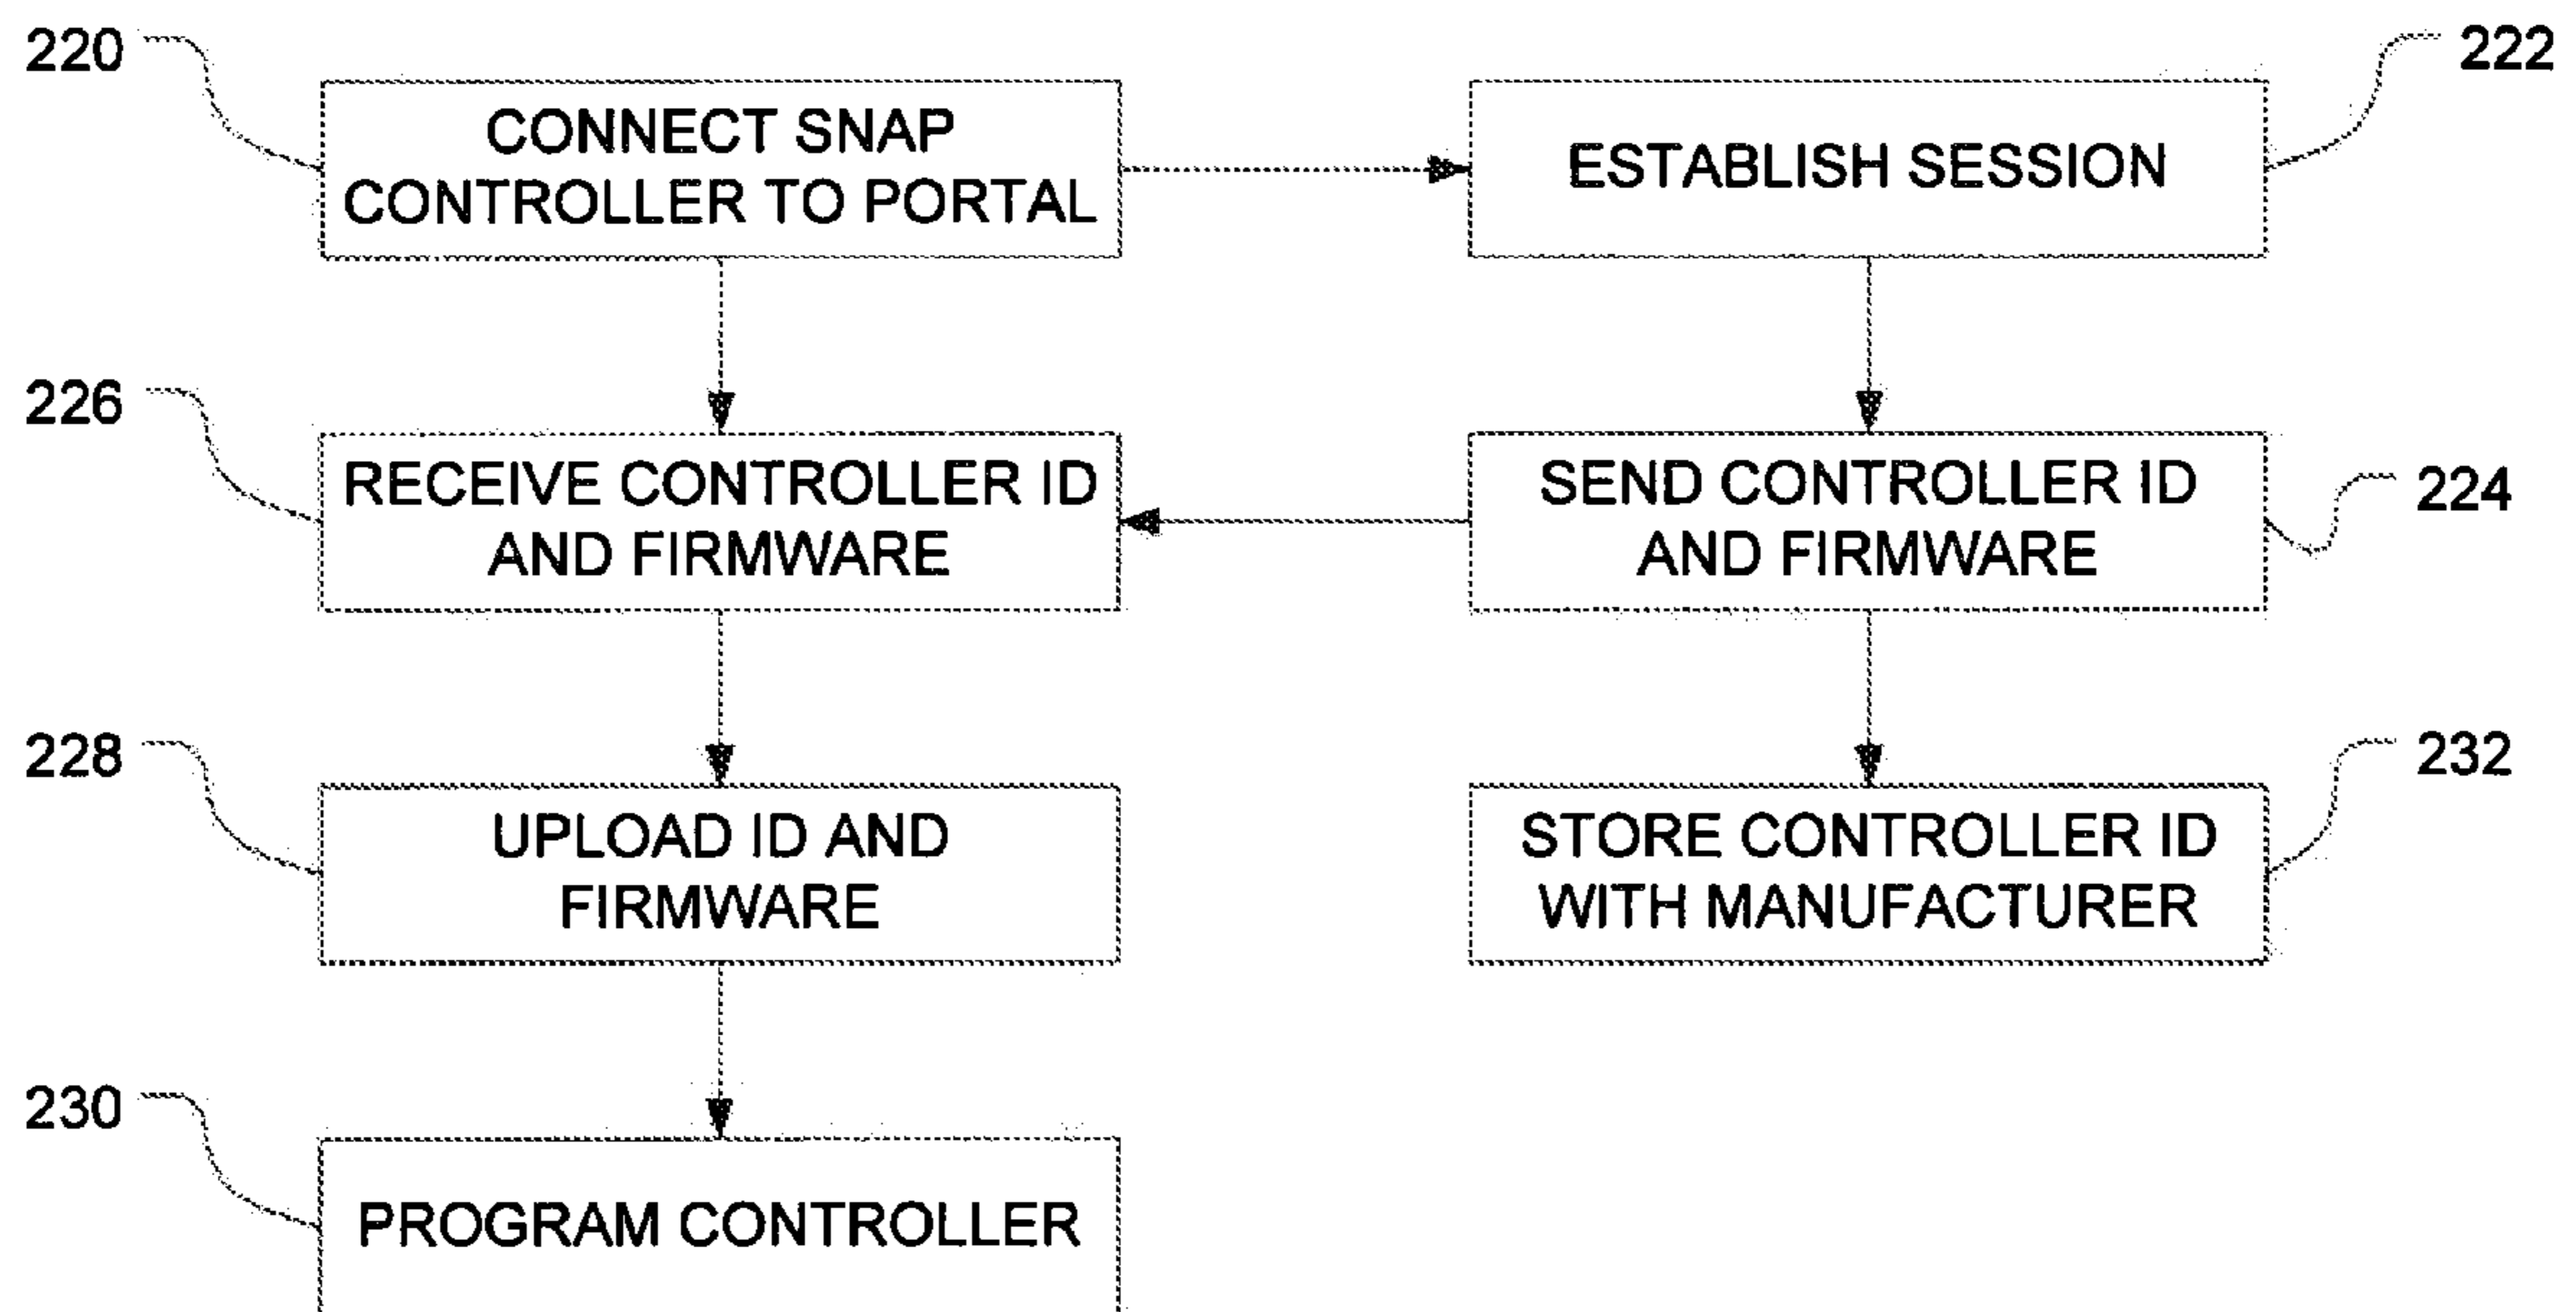 220
CONNECT SNAP
CONTROLLER TO PORTAL
222
ESTABLISH SESSION
226
RECEIVE CONTROLLER ID
AND FIRMWARE
224
SEND CONTROLLER ID
AND FIRMWARE
228
UPLOAD ID AND
FIRMWARE
232
STORE CONTROLLER ID
WITH MANUFACTURER
230
PROGRAM CONTROLLER